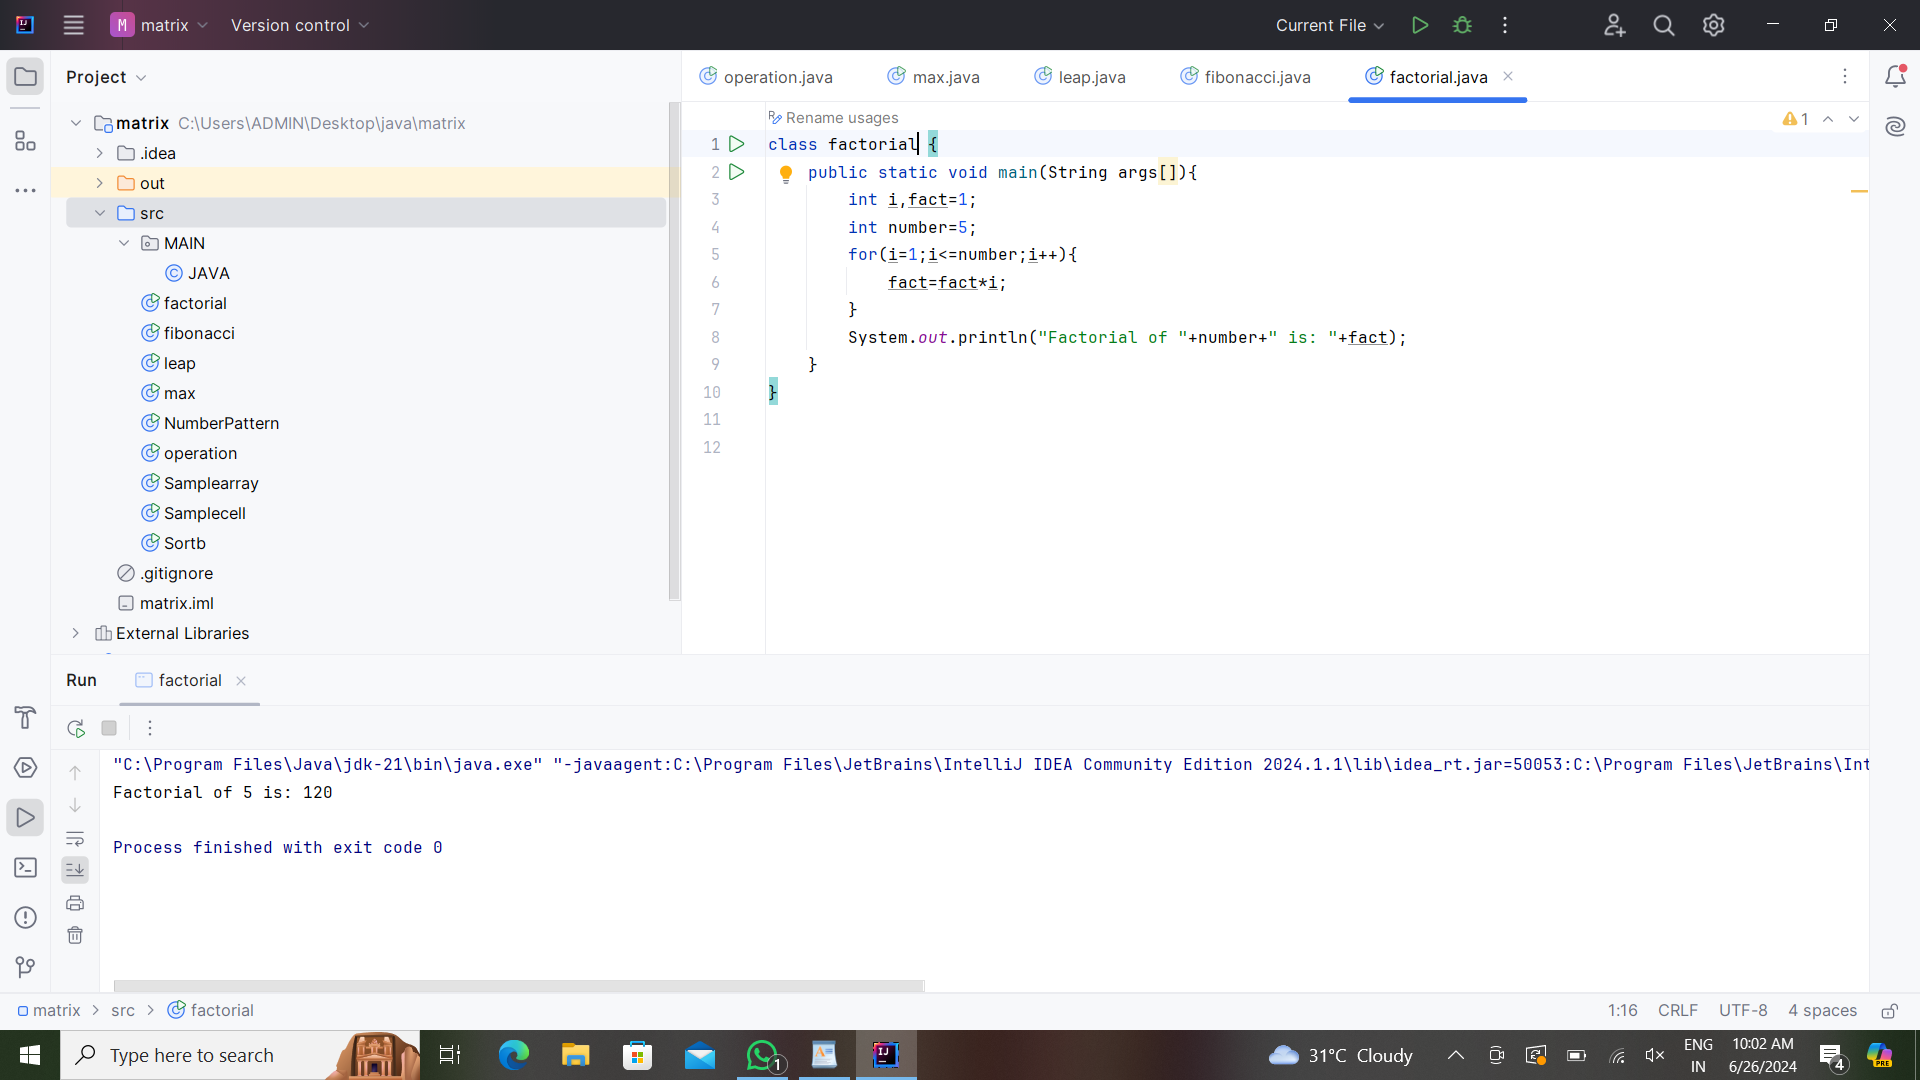 M matrix Version control Current File
Project
operation.java max.java leap.java fibonacci.java factorial.java
matrix C:\Users\ADMIN\Desktop\java\matrix
.idea
out
src
MAIN
JAVA
factorial
fibonacci
leap
max
NumberPattern
operation
Samplearray
Samplecell
Sortb
.gitignore
matrix.iml
External Libraries
Rename usages
1
1 class factorial {
2 public static void main(String args[]){
3 int i,fact=1;
4 int number=5;
5 for(i=1;i<=number;i++){
6 fact=fact*i;
7 }
8 System.out.println("Factorial of "+number+" is: "+fact);
9 }
10 }
11
12
Run factorial
"C:\Program Files\Java\jdk-21\bin\java.exe" "-javaagent:C:\Program Files\JetBrains\IntelliJ IDEA Community Edition 2024.1.1\lib\idea_rt.jar=50053:C:\Program Files\JetBrains\Int
Factorial of 5 is: 120
Process finished with exit code 0
matrix > src > factorial 1:16 CRLF UTF-8 4 spaces
Type here to search
1
IJ
31°C Cloudy
ENG
IN
10:02 AM
6/26/2024
4
PRE